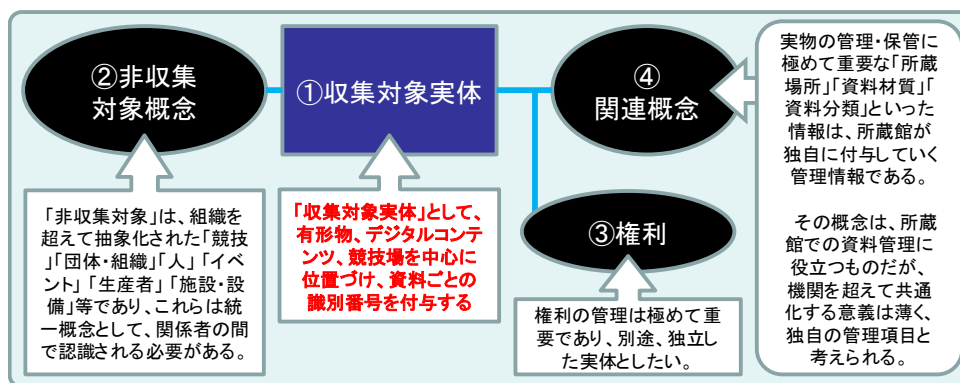 ②非収集
対象概念
①収集対象実体
④
関連概念
③権利
「非収集対象」は、組織を
超えて抽象化された「競技
」「団体・組織」「人」「イベ
ント」「生産者」「施設・設
備」等であり、これらは統
一概念として、関係者の間
で認識される必要がある。
「収集対象実体」として、
有形物、デジタルコンテ
ンツ、競技場を中心に
位置づけ、資料ごとの
識別番号を付与する
権利の管理は極めて重
要であり、別途、独立し
た実体としたい。
実物の管理・保管に
極めて重要な「所蔵
場所」「資料材質」「
資料分類」といった
情報は、所蔵館が
独自に付与していく
管理情報である。
その概念は、所蔵
館での資料管理に
役立つものだが、
機関を超えて共通
化する意義は薄く、
独自の管理項目と
考えられる。